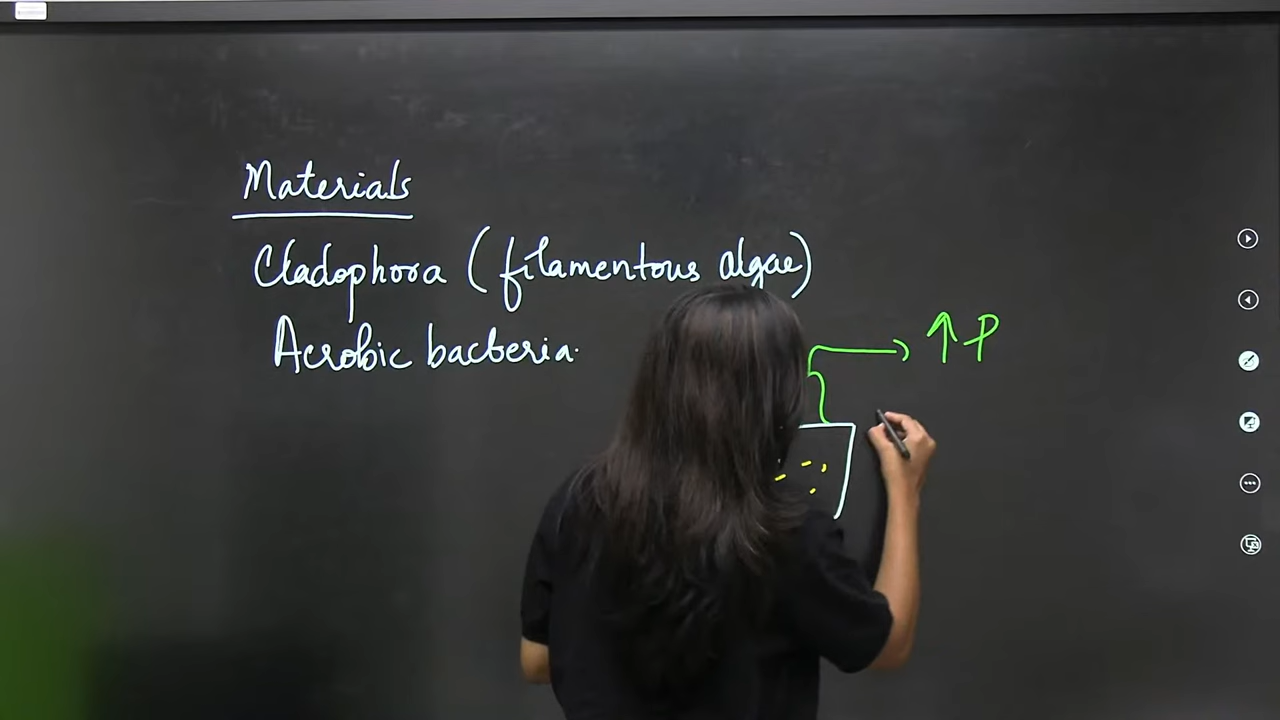 Materials
Cladophora (filamentous algae)
Aerobic bacteria.
↑ P